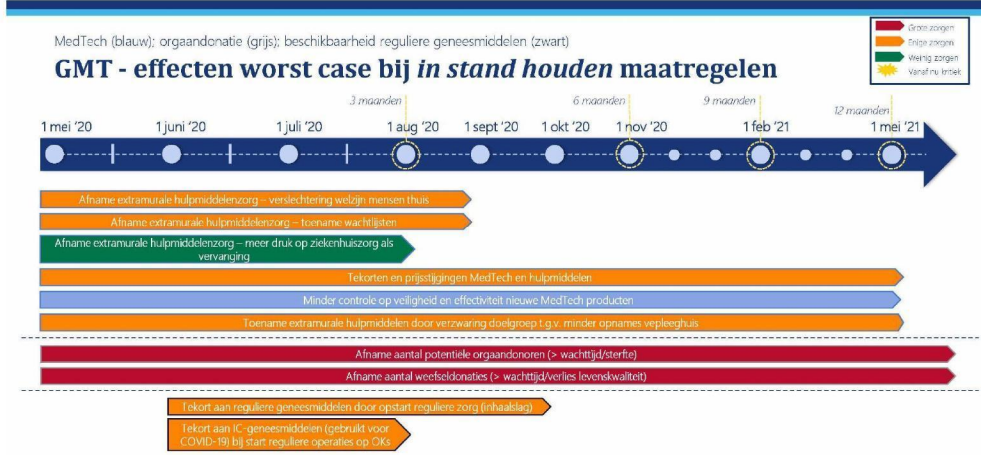 MedTech (blauw); orgaandonatie (grijs); beschikbaarheid reguliere geneesmiddelen (zwart)
GMT - effecten worst case bij in stand houden maatregelen
Grote zorgen
Enige zorgen
Weinig zorgen
Vanaf nu kritiek
3 maanden
6 maanden
9 maanden
12 maanden
1 mei '20
1 juni '20
1 juli '20
1 aug '20
1 sept '20
1 okt '20
1 nov '20
1 feb '21
1 mei '21
Afname extramurale hulpmiddelenzorg – verslechtering welzijn mensen thuis
Afname extramurale hulpmiddelenzorg – toename wachtlijsten
Afname extramurale hulpmiddelenzorg – meer druk op ziekenhuiszorg als
vervanging
Tekorten en prijsstijgingen MedTech en hulpmiddelen
Minder controle op veiligheid en effectiviteit nieuwe MedTech producten
Toename extramurale hulpmiddelen door verzwaring doelgroep t.g.v. minder opnames vepleeghuis
Afname aantal potentiële orgaandonoren (> wachttijd/sterfte)
Afname aantal weefseldonaties (> wachttijd/verlies levenskwaliteit)
Tekort aan reguliere geneesmiddelen door opstart reguliere zorg (inhaalslag)
Tekort aan IC-geneesmiddelen (gebruikt voor
COVID-19) bij start reguliere operaties op OKs